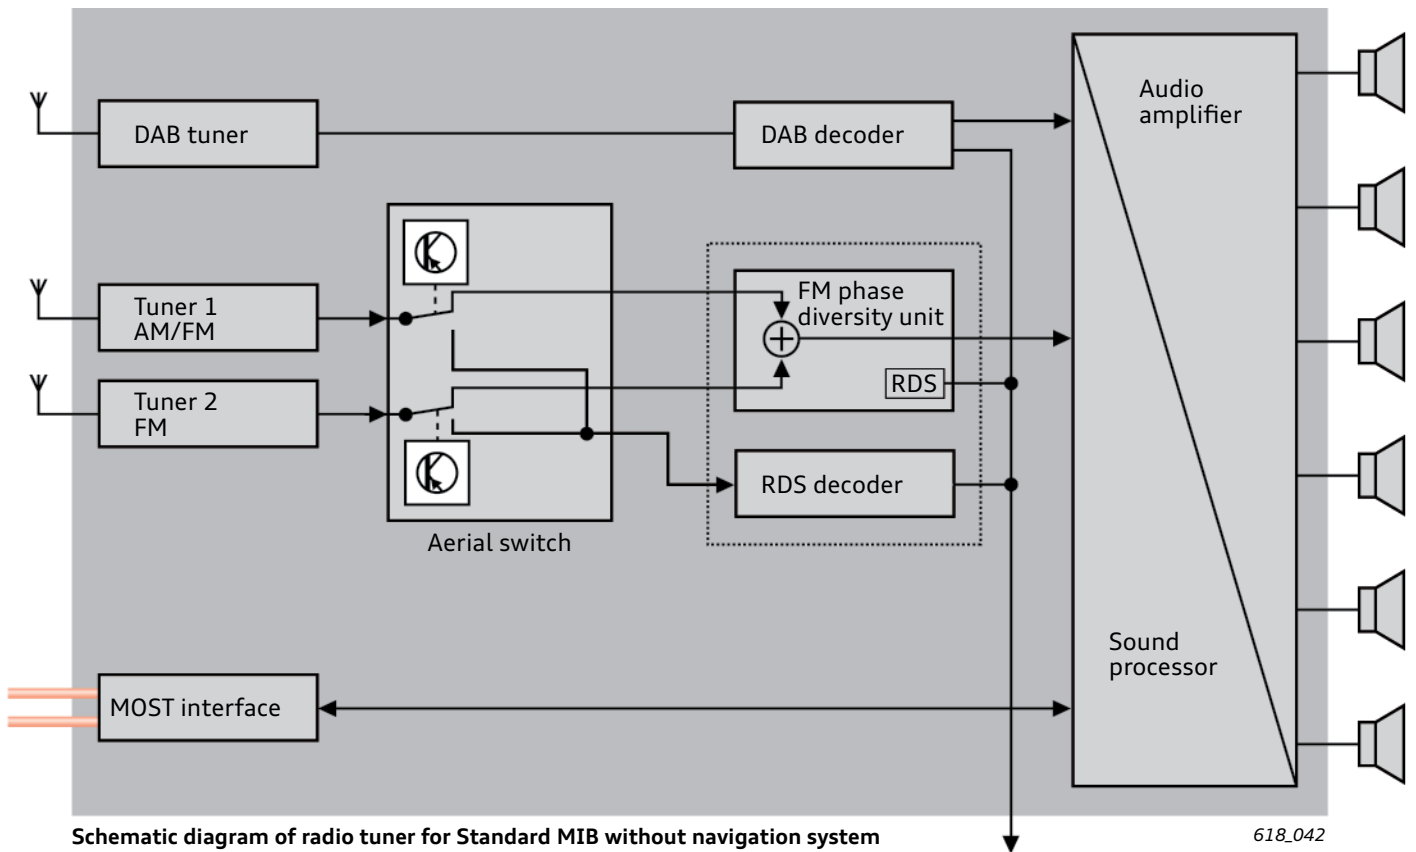 Audio
amplifier
DAB tuner
DAB decoder
Tuner 1
AM/FM
FM phase
diversity unit
RDS
Tuner 2
FM
RDS decoder
Aerial switch
Sound
processor
MOST interface
Schematic diagram of radio tuner for Standard MIB without navigation system
618_042